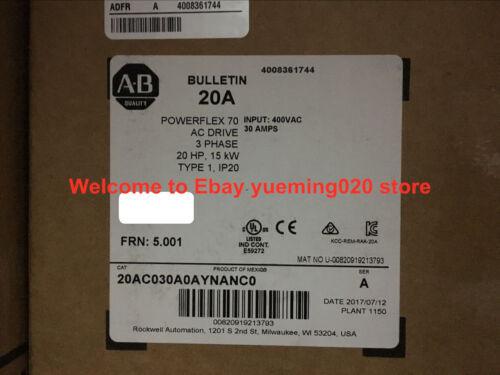 ADFR A 4008361744
4008361744
A-B
QUALITY
BULLETIN
20A
POWERFLEX 70
AC DRIVE
3 PHASE
20 HP, 15 kW
TYPE 1, IP20
INPUT: 400VAC
30 AMPS
Welcome to Ebay yueming020 store
FRN: 5.001
C UL US
LISTED
IND CONT.
E59272
KCC-REM-RAA-20A
MAT NO U-00820919213793
CAT
PRODUCT OF MEXICO
SER
20AC030A0AYNANC0
A
DATE 2017/07/12
PLANT 1150
00820919213793
Rockwell Automation, 1201 S 2nd St, Milwaukee, WI 53204, USA